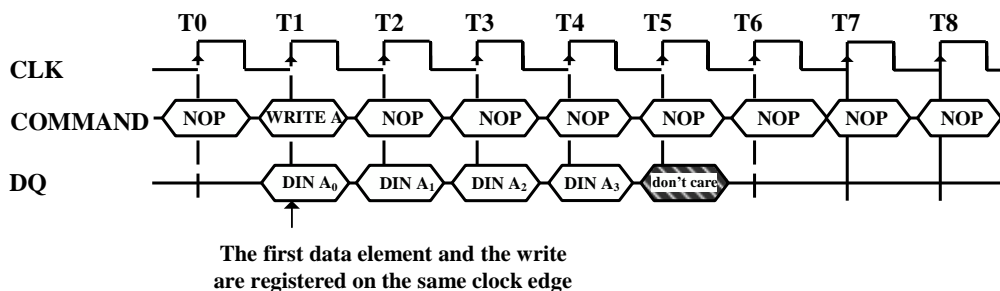 T0 T1 T2 T3 T4 T5 T6 T7 T8
CLK
COMMAND NOP WRITE A NOP NOP NOP NOP NOP NOP NOP
DQ DIN A₀ DIN A₁ DIN A₂ DIN A₃ don't care
The first data element and the write
are registered on the same clock edge